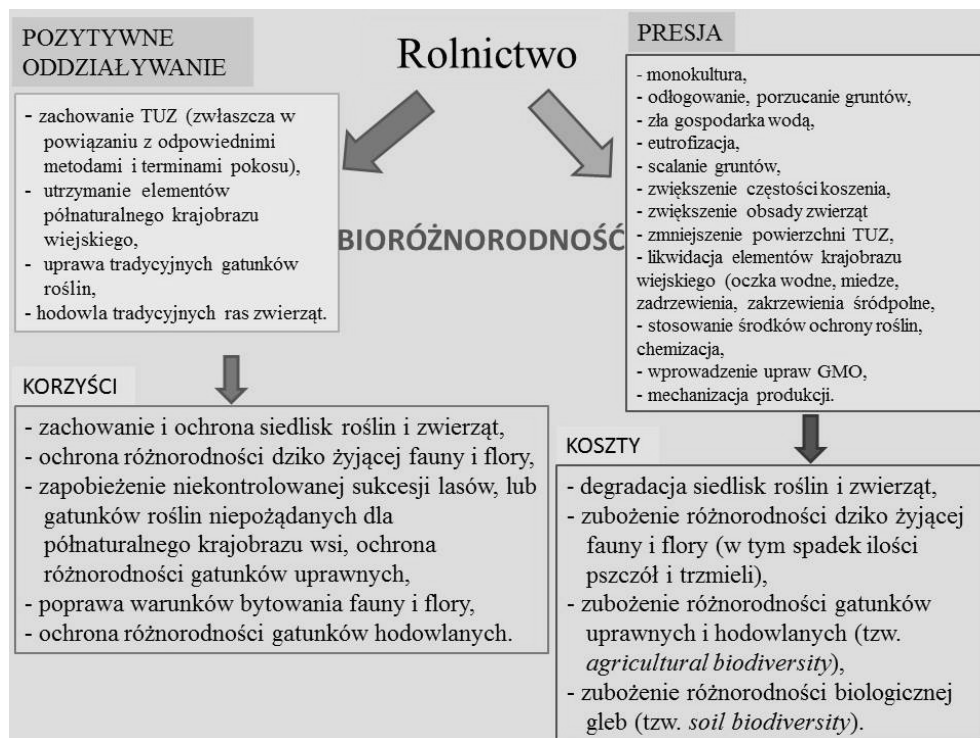 Rolnictwo
POZYTYWNE
ODDZIAŁYWANIE
- zachowanie TUZ (zwłaszcza w
powiązaniu z odpowiednimi
metodami i terminami pokosu),
- utrzymanie elementów
półnaturalnego krajobrazu
wiejskiego,
- uprawa tradycyjnych gatunków
roślin,
- hodowla tradycyjnych ras zwierząt.
PRESJA
- monokultura,
- odłogowanie, porzucanie gruntów,
- zła gospodarka wodą,
- eutrofizacja,
- scalanie gruntów,
- zwiększenie częstości koszenia,
- zwiększenie obsady zwierząt
- zmniejszenie powierzchni TUZ,
- likwidacja elementów krajobrazu
wiejskiego (oczka wodne, miedze,
zadrzewienia, zakrzewienia śródpolne,
- stosowanie środków ochrony roślin,
chemizacja,
- wprowadzenie upraw GMO,
- mechanizacja produkcji.
BIORÓŻNORODNOŚĆ
KORZYŚCI
- zachowanie i ochrona siedlisk roślin i zwierząt,
- ochrona różnorodności dziko żyjącej fauny i flory,
- zapobieżenie niekontrolowanej sukcesji lasów, lub
gatunków roślin niepożądanych dla
półnaturalnego krajobrazu wsi, ochrona
różnorodności gatunków uprawnych,
- poprawa warunków bytowania fauny i flory,
- ochrona różnorodności gatunków hodowlanych.
KOSZTY
- degradacja siedlisk roślin i zwierząt,
- zubożenie różnorodności dziko żyjącej
fauny i flory (w tym spadek ilości
pszczół i trzmieli),
- zubożenie różnorodności gatunków
uprawnych i hodowlanych (tzw.
agricultural biodiversity),
- zubożenie różnorodności biologicznej
gleb (tzw. soil biodiversity).